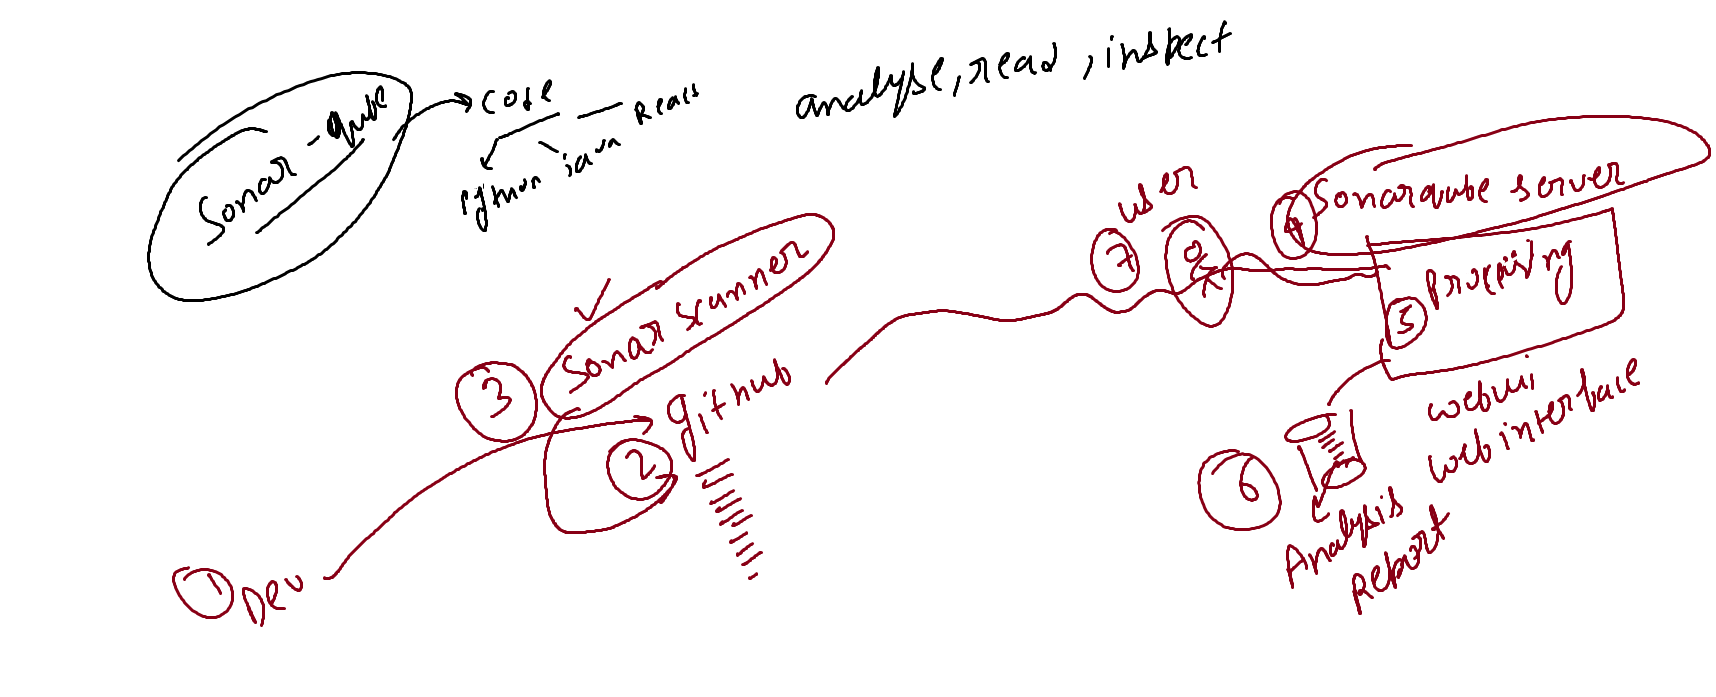 Sonar-qube
code
Python java React
analyse, read, inspect
7 user
4 Sonarqube server
5 Processing
3 Sonar scanner
2 github
1 Dev
webui
web interface
6
Analysis
Report